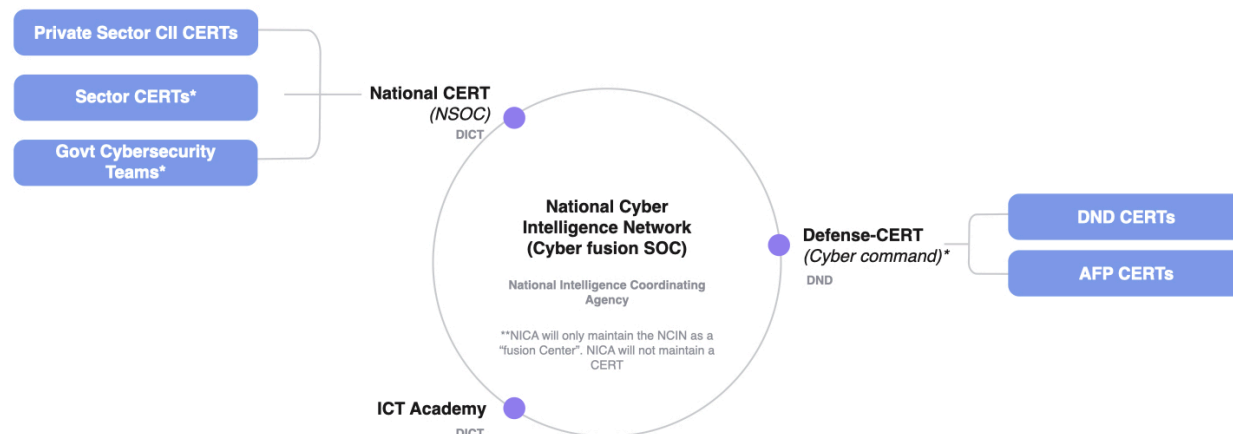 Private Sector CII CERTs
Sector CERTs*
Govt Cybersecurity
Teams*
National CERT
(NSOC)
DICT
National Cyber
Intelligence Network
(Cyber fusion SOC)
National Intelligence Coordinating
Agency
**NICA will only maintain the NCIN as a
“fusion Center”. NICA will not maintain a
CERT
Defense-CERT
(Cyber command)*
DND
DND CERTs
AFP CERTs
ICT Academy
DICT